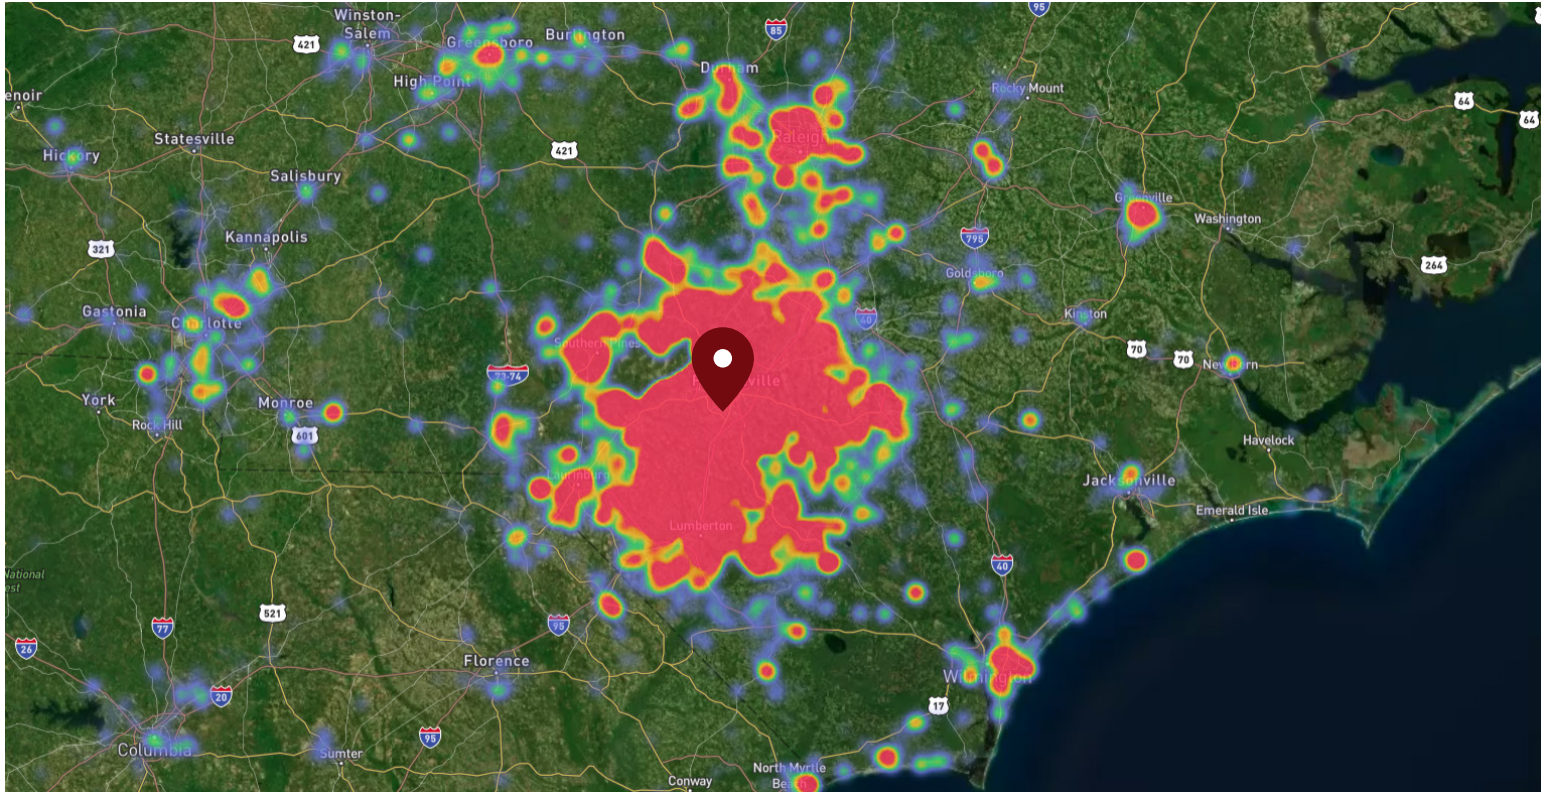 95
Winston-
Salem
421
85
Greensboro
Burlington
Durham
High Point
enoir
Rocky Mount
64
64
Statesville
Raleigh
Hickory
421
Salisbury
Greenville
Washington
Kannapolis
321
795
264
Goldsboro
Gastonia
Charlotte
40
Kinston
Southern Pines
70
70
New Bern
73-74
York
Monroe
Rock Hill
601
Havelock
Laurinburg
Jacksonville
Emerald Isle
Lumberton
National
est
40
521
95
77
26
Florence
Wilmington
20
17
95
Columbia
Sumter
North Myrtle
Beach
Conway